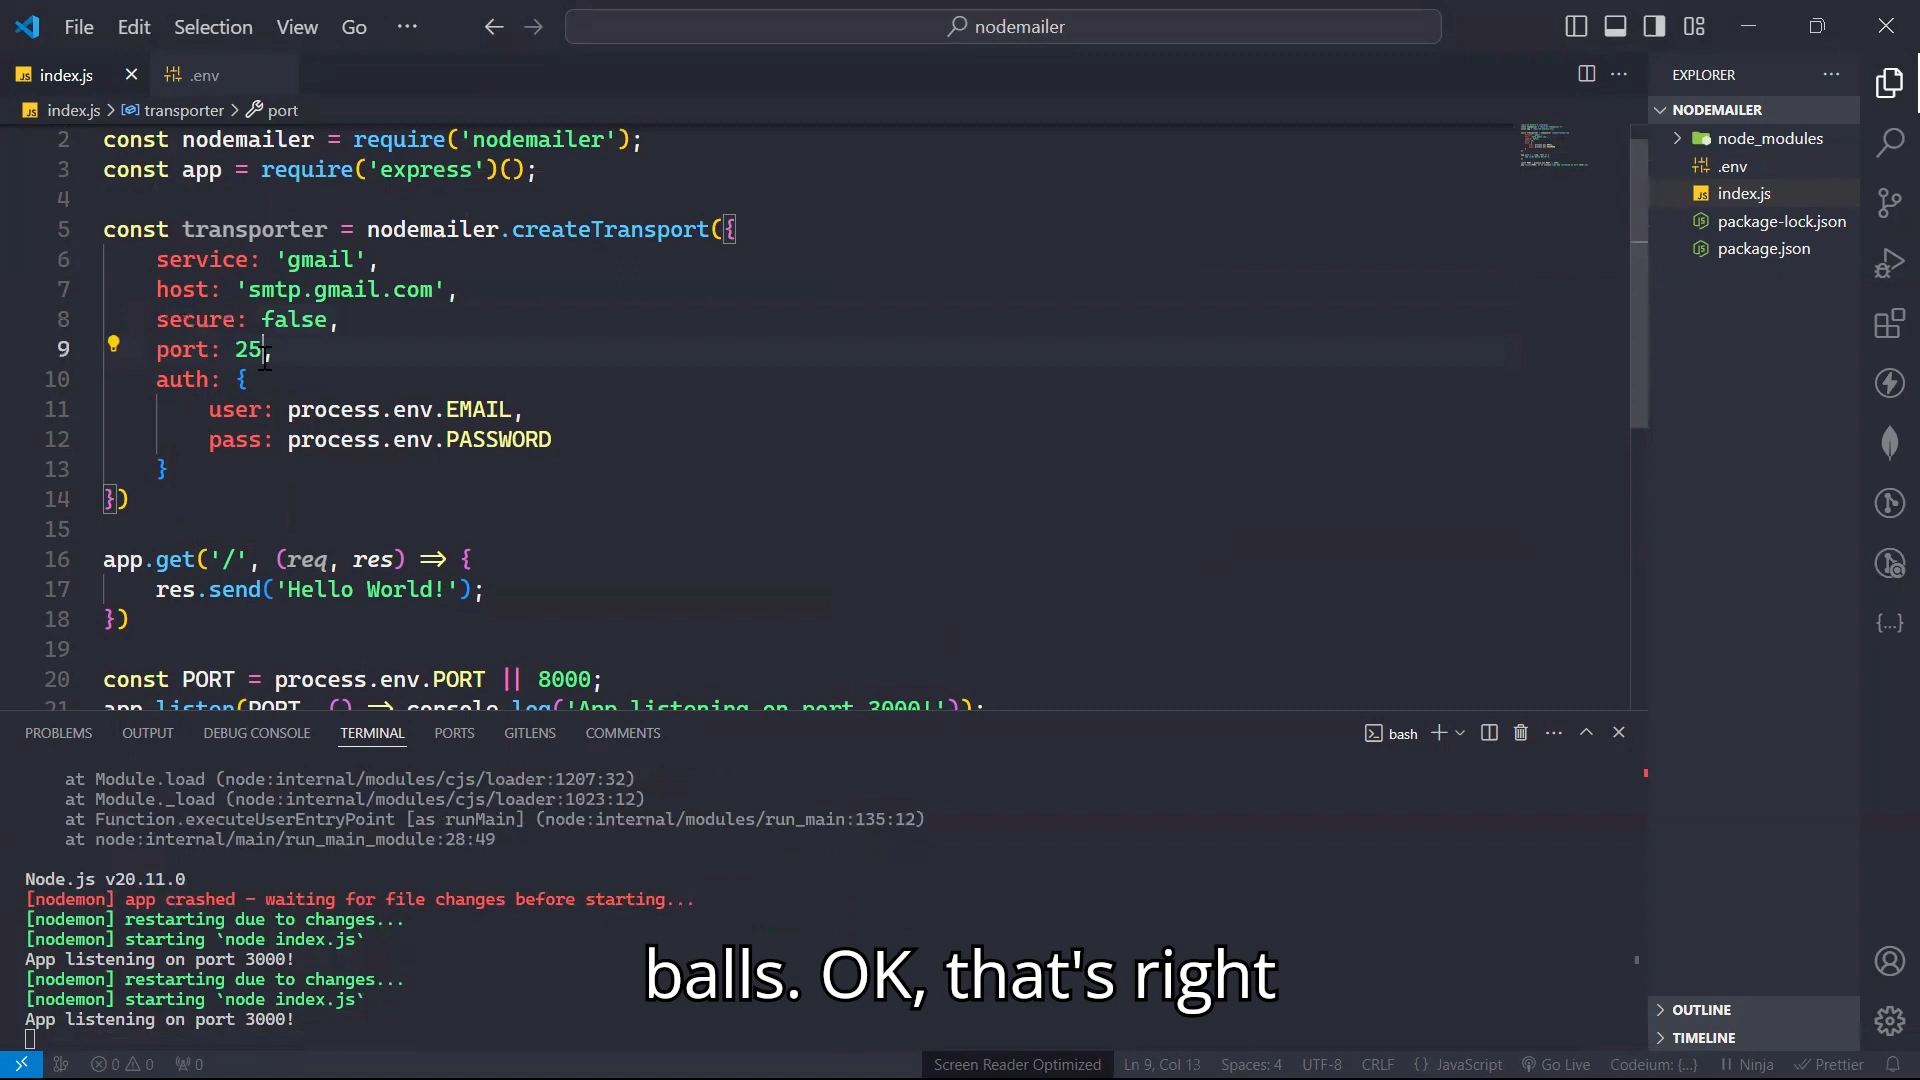 File Edit Selection View Go ···
nodemailer
index.js
.env
index.js > transporter > port
2 const nodemailer = require('nodemailer');
3 const app = require('express')();
4
5 const transporter = nodemailer.createTransport({
6 service: 'gmail',
7 host: 'smtp.gmail.com',
8 secure: false,
9 port: 25,
10 auth: {
11 user: process.env.EMAIL,
12 pass: process.env.PASSWORD
13 }
14 })
15
16 app.get('/', (req, res) => {
17 res.send('Hello World!');
18 })
19
20 const PORT = process.env.PORT || 8000;
21 app.listen(PORT, () => console.log('App listening on port 3000!'));
EXPLORER ···
NODEMAILER
node_modules
.env
index.js
package-lock.json
package.json
PROBLEMS OUTPUT DEBUG CONSOLE TERMINAL PORTS GITLENS COMMENTS
bash
at Module.load (node:internal/modules/cjs/loader:1207:32)
at Module._load (node:internal/modules/cjs/loader:1023:12)
at Function.executeUserEntryPoint [as runMain] (node:internal/modules/run_main:135:12)
at node:internal/main/run_main_module:28:49
Node.js v20.11.0
[nodemon] app crashed - waiting for file changes before starting...
[nodemon] restarting due to changes...
[nodemon] starting `node index.js`
App listening on port 3000!
[nodemon] restarting due to changes...
[nodemon] starting `node index.js`
App listening on port 3000!
balls. OK, that's right
OUTLINE
TIMELINE
0 0 0 Screen Reader Optimized Ln 9, Col 13 Spaces: 4 UTF-8 CRLF {} JavaScript Go Live Codeium: {...} Ninja Prettier